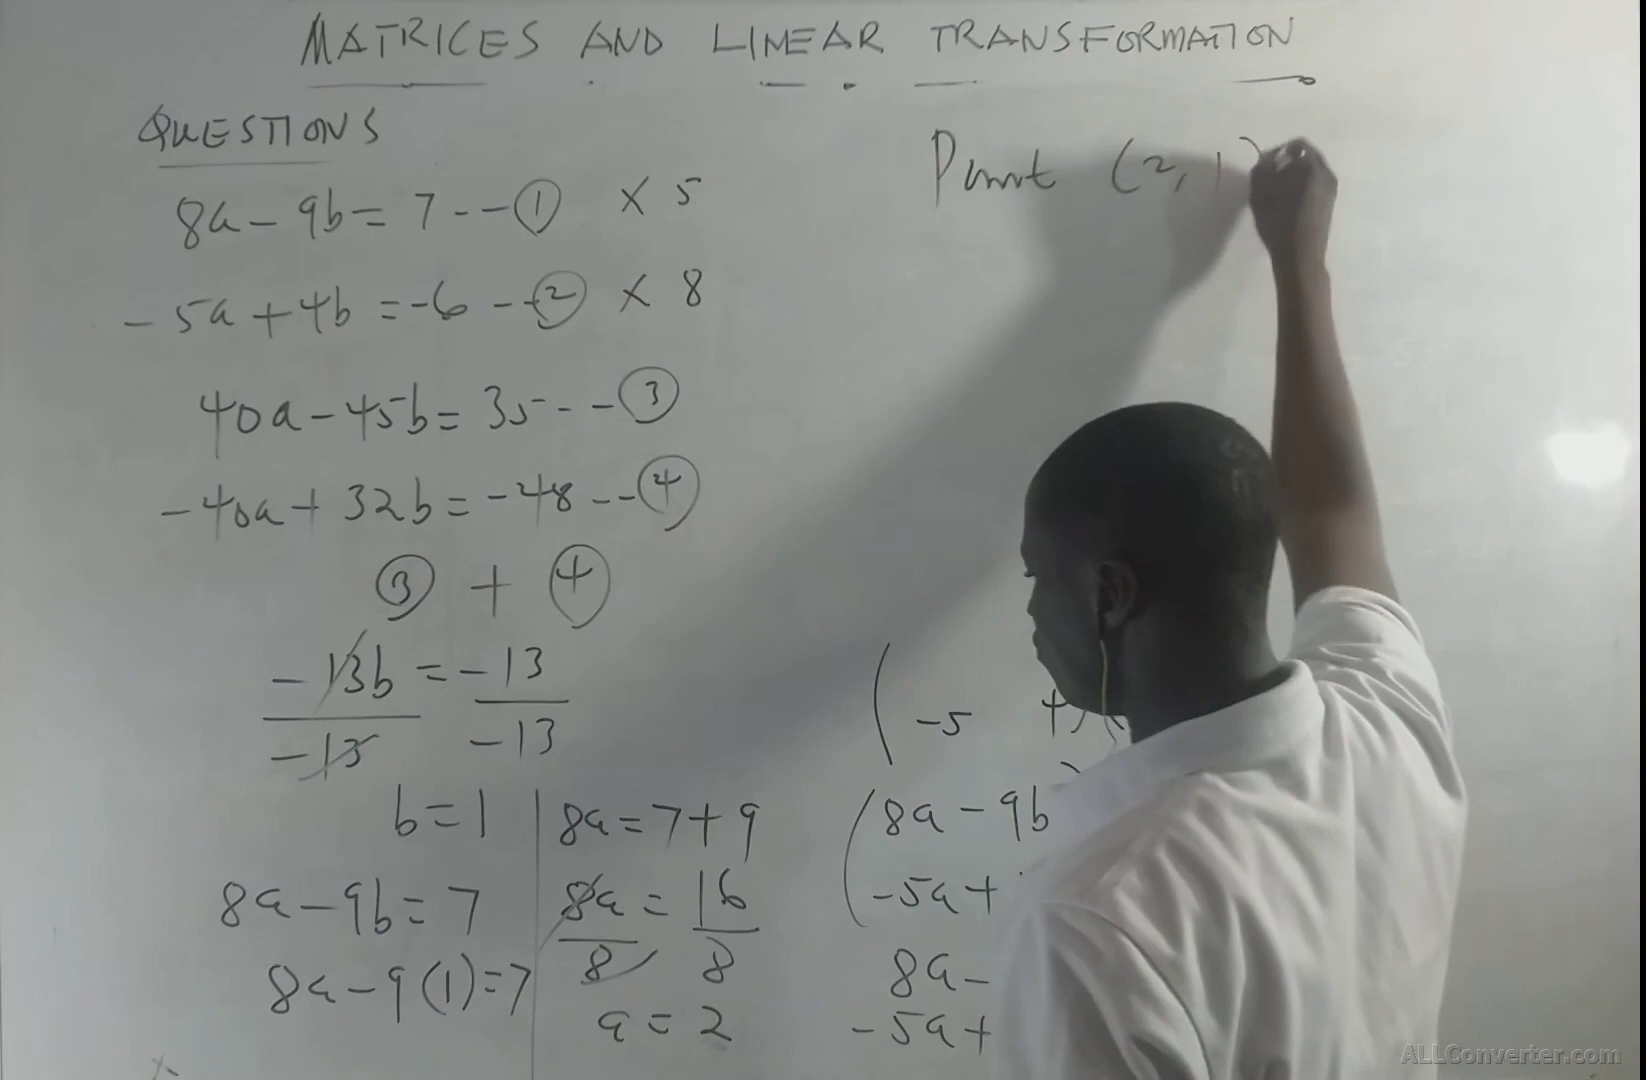 MATRICES AND LINEAR TRANSFORMATION
QUESTIONS
8a - 9b = 7 - - ① × 5
- 5a + 4b = -6 - - ② × 8
40a - 45b = 35 - - ③
- 40a + 32b = -48 - - ④
③ + ④
-13b = -13
-13 -13
b = 1
8a - 9b = 7
8a - 9(1) = 7
8a = 7 + 9
8a = 16
8 8
a = 2
Point (2, 1)
( -5 4 ) (
( 8a - 9b
-5a +
8a -
-5a +
ALLConverter.com